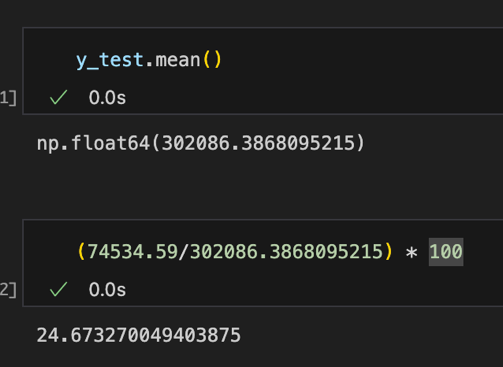 y_test.mean()
1] ✓ 0.0s
np.float64(302086.3868095215)
(74534.59/302086.3868095215) * 100
2] ✓ 0.0s
24.673270049403875